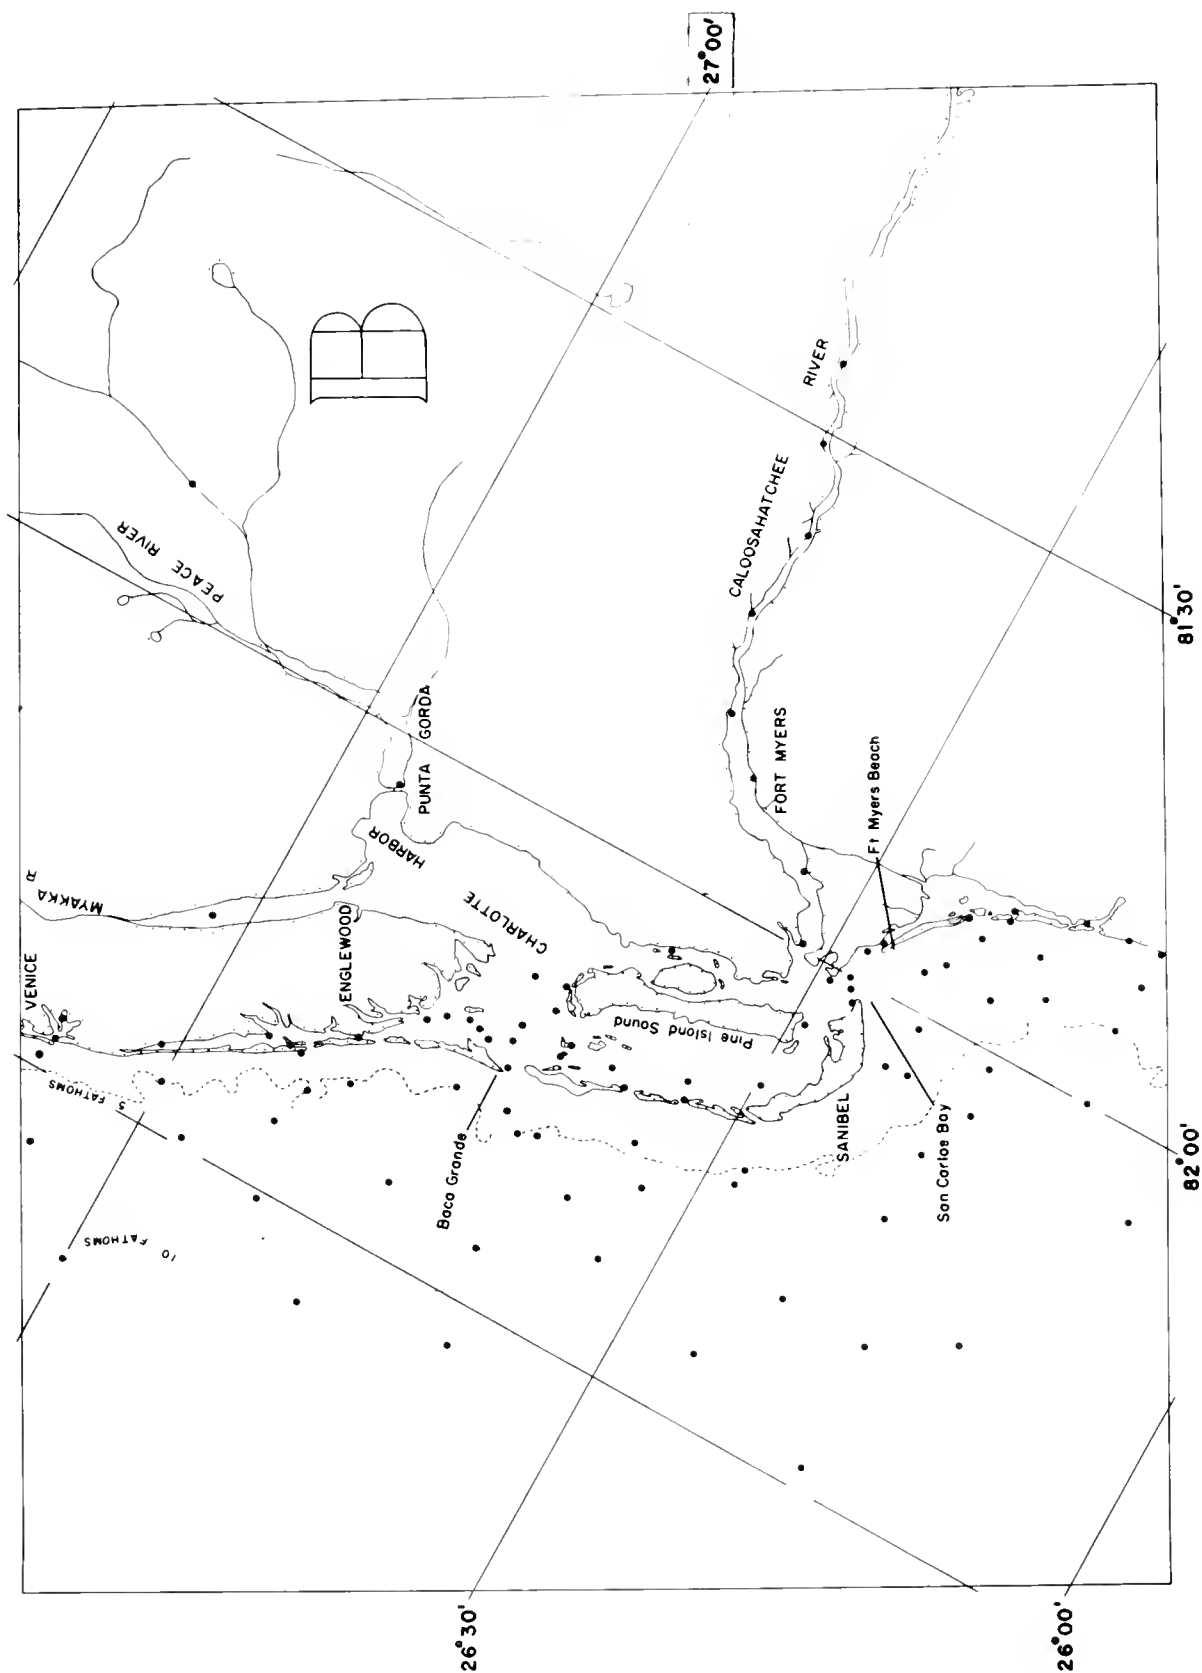 27°00'
B
PEACE RIVER
MYAKKA R
VENICE
ENGLEWOOD
PUNTA GORDA
CHARLOTTE
HARBOR
CALOOSAHATCHEE
RIVER
FORT MYERS
Ft Myers Beach
Pine Island Sound
5 FATHOMS
10 FATHOMS
Boca Grande
SANIBEL
San Carlos Bay
81°30'
82°00'
26°30'
26°00'